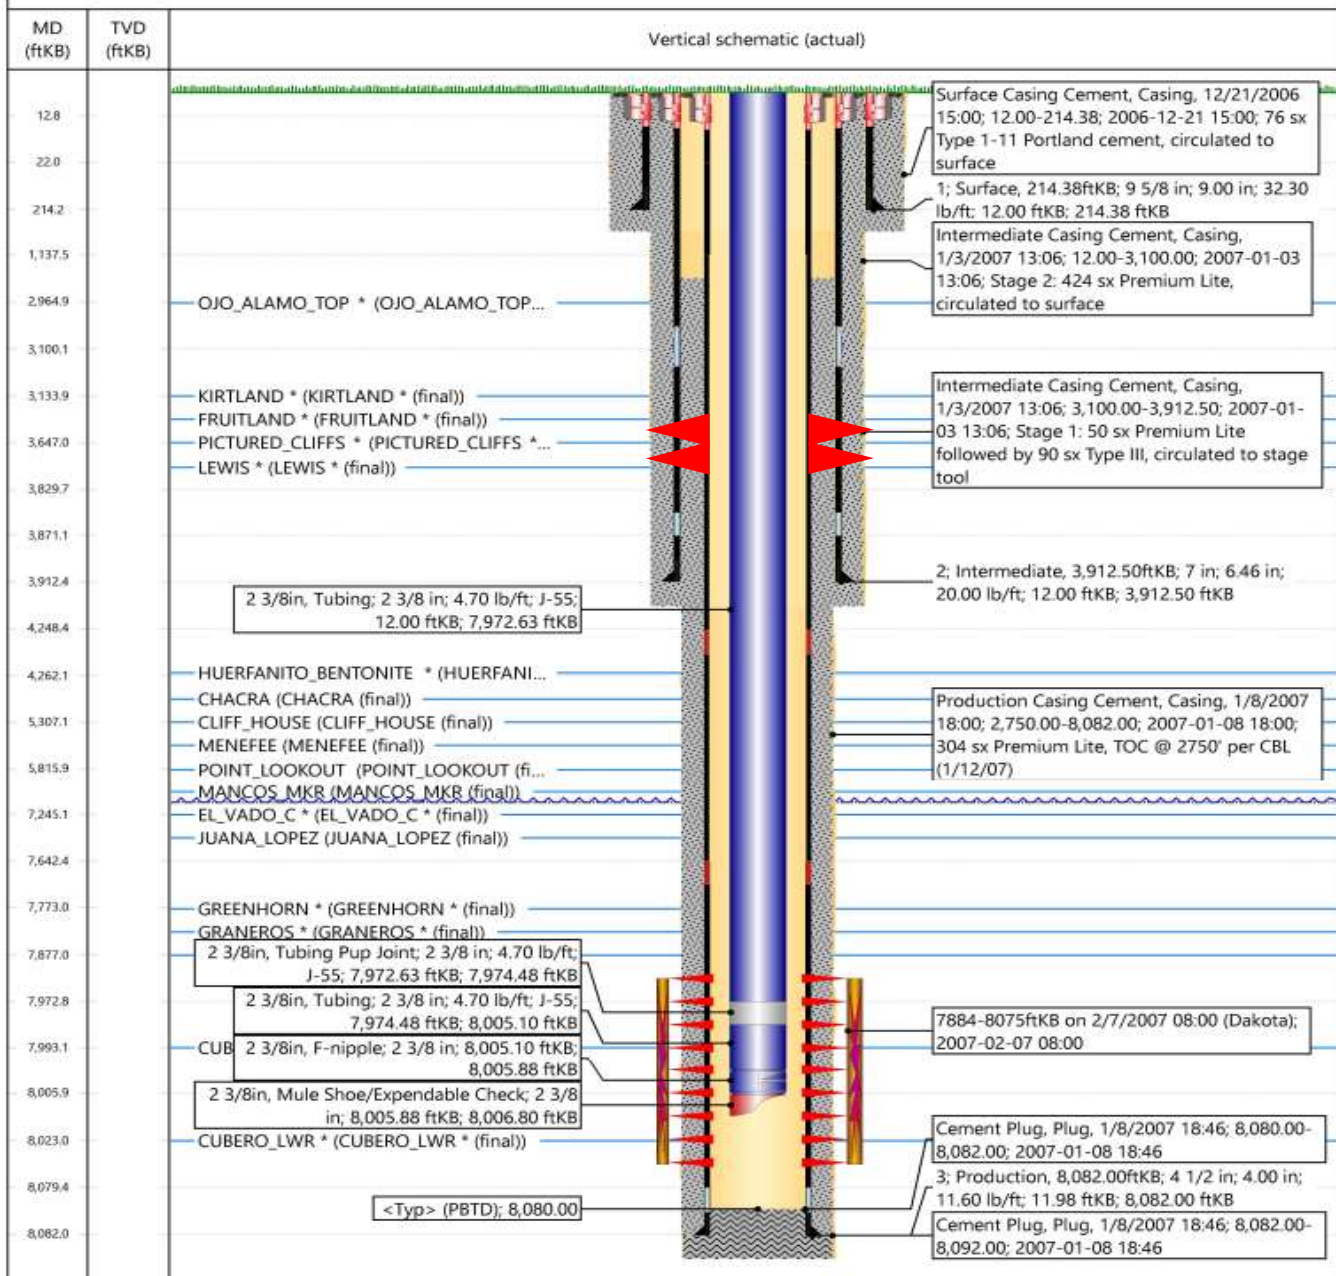 MD
(ftKB)
TVD
(ftKB)
Vertical schematic (actual)
12.8
22.0
214.2
1,137.5
2,964.9
3,100.1
3,133.9
3,647.0
3,829.7
3,871.1
3,912.4
4,248.4
4,262.1
5,307.1
5,815.9
7,245.1
7,642.4
7,773.0
7,877.0
7,972.8
7,993.1
8,005.9
8,023.0
8,079.4
8,082.0
OJO_ALAMO_TOP * (OJO_ALAMO_TOP...
KIRTLAND * (KIRTLAND * (final))
FRUITLAND * (FRUITLAND * (final))
PICTURED_CLIFFS * (PICTURED_CLIFFS *...
LEWIS * (LEWIS * (final))
2 3/8in, Tubing; 2 3/8 in; 4.70 lb/ft; J-55;
12.00 ftKB; 7,972.63 ftKB
HUERFANITO_BENTONITE * (HUERFANI...
CHACRA (CHACRA (final))
CLIFF_HOUSE (CLIFF_HOUSE (final))
MENEFEE (MENEFEE (final))
POINT_LOOKOUT (POINT_LOOKOUT (fi...
MANCOS_MKR (MANCOS_MKR (final))
EL_VADO_C * (EL_VADO_C * (final))
JUANA_LOPEZ (JUANA_LOPEZ (final))
GREENHORN * (GREENHORN * (final))
GRANEROS * (GRANEROS * (final))
2 3/8in, Tubing Pup Joint; 2 3/8 in; 4.70 lb/ft;
J-55; 7,972.63 ftKB; 7,974.48 ftKB
2 3/8in, Tubing; 2 3/8 in; 4.70 lb/ft; J-55;
7,974.48 ftKB; 8,005.10 ftKB
CUB
2 3/8in, F-nipple; 2 3/8 in; 8,005.10 ftKB;
8,005.88 ftKB
2 3/8in, Mule Shoe/Expendable Check; 2 3/8
in; 8,005.88 ftKB; 8,006.80 ftKB
CUBERO_LWR * (CUBERO_LWR * (final))
<Typ> (PBTD); 8,080.00
Surface Casing Cement, Casing, 12/21/2006
15:00; 12.00-214.38; 2006-12-21 15:00; 76 sx
Type 1-11 Portland cement, circulated to
surface
1; Surface, 214.38ftKB; 9 5/8 in; 9.00 in; 32.30
lb/ft; 12.00 ftKB; 214.38 ftKB
Intermediate Casing Cement, Casing,
1/3/2007 13:06; 12.00-3,100.00; 2007-01-03
13:06; Stage 2: 424 sx Premium Lite,
circulated to surface
Intermediate Casing Cement, Casing,
1/3/2007 13:06; 3,100.00-3,912.50; 2007-01-
03 13:06; Stage 1: 50 sx Premium Lite
followed by 90 sx Type III, circulated to stage
tool
2; Intermediate, 3,912.50ftKB; 7 in; 6.46 in;
20.00 lb/ft; 12.00 ftKB; 3,912.50 ftKB
Production Casing Cement, Casing, 1/8/2007
18:00; 2,750.00-8,082.00; 2007-01-08 18:00;
304 sx Premium Lite, TOC @ 2750' per CBL
(1/12/07)
7884-8075ftKB on 2/7/2007 08:00 (Dakota);
2007-02-07 08:00
Cement Plug, Plug, 1/8/2007 18:46; 8,080.00-
8,082.00; 2007-01-08 18:46
3; Production, 8,082.00ftKB; 4 1/2 in; 4.00 in;
11.60 lb/ft; 11.98 ftKB; 8,082.00 ftKB
Cement Plug, Plug, 1/8/2007 18:46; 8,082.00-
8,092.00; 2007-01-08 18:46